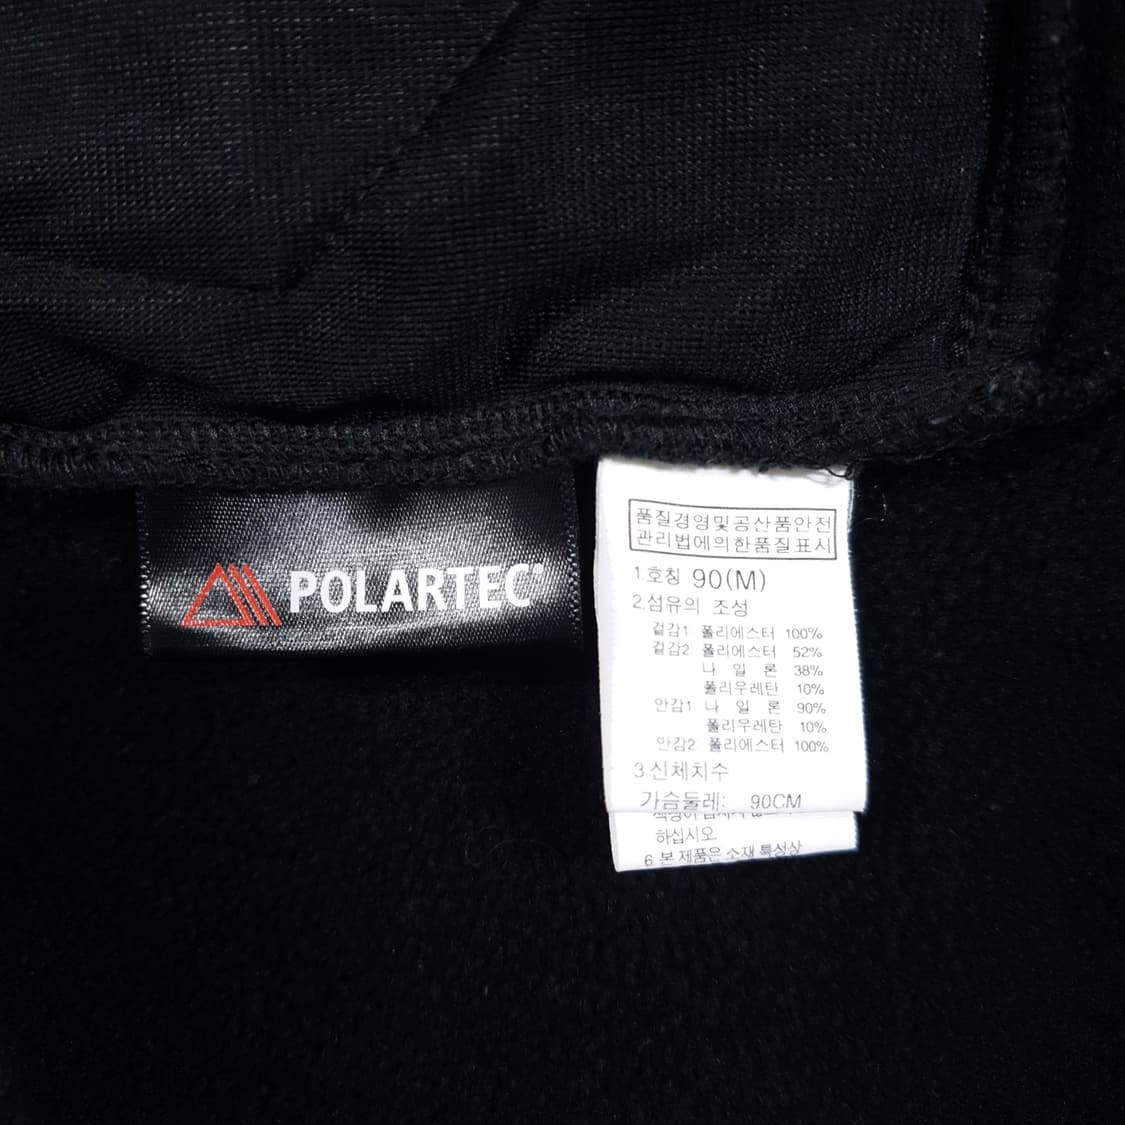 POLARTEC®
품질경영및공산품안전
관리법에의한품질표시
1.호칭 90(M)
2.섬유의 조성
겉감1: 폴리에스터 100%
겉감2: 폴리에스터 52%
나 일 론 38%
폴리우레탄 10%
안감1: 나 일 론 90%
폴리우레탄 10%
안감2: 폴리에스터 100%
3.신체치수
가슴둘레: 90CM
하십시오.
6.본 제품은 소재 특성상